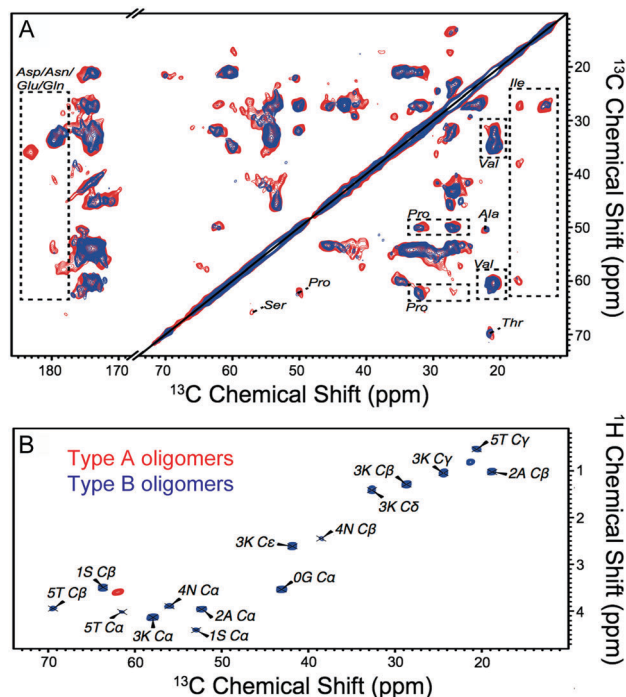 A
Asp/Asn/
Glu/Gln
Ile
Val
Pro
Ala
Val
Pro
Pro
Ser
Thr
20
30
40
50
60
70
¹³C Chemical Shift (ppm)
180
170
60
50
40
30
20
¹³C Chemical Shift (ppm)
B
Type A oligomers
Type B oligomers
5T Cγ
3K Cγ
3K Cβ
2A Cβ
3K Cδ
4N Cβ
3K Cε
1S Cβ
0G Cα
5T Cβ
4N Cα
2A Cα
5T Cα
3K Cα
1S Cα
1
2
3
4
¹H Chemical Shift (ppm)
70
60
50
40
30
20
¹³C Chemical Shift (ppm)